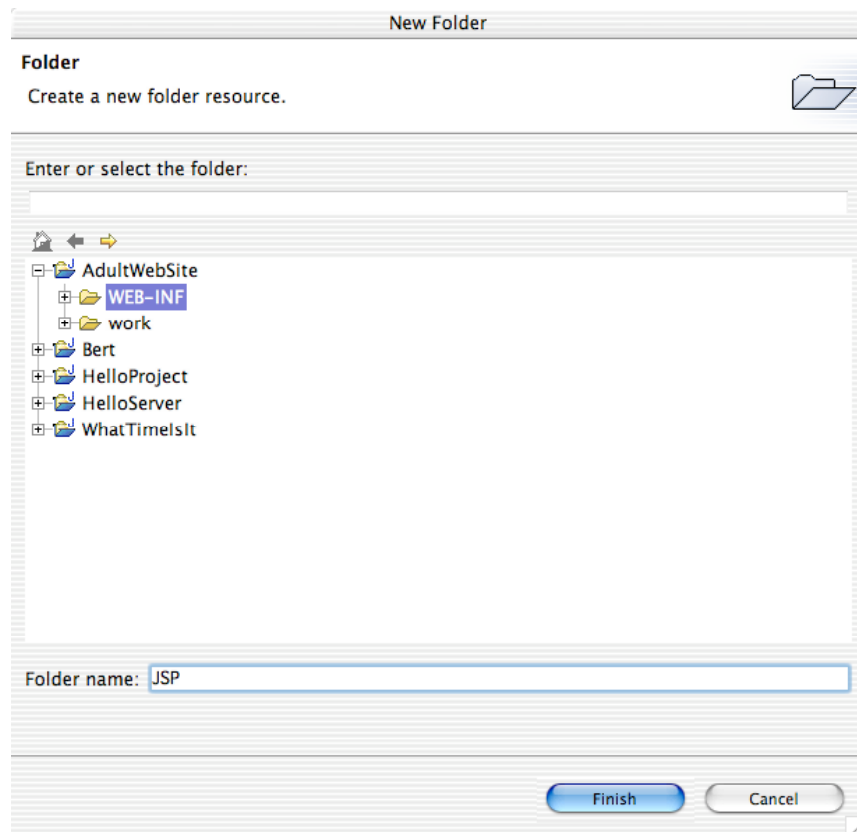 New Folder
Folder
Create a new folder resource.
Enter or select the folder:
AdultWebSite
WEB-INF
work
Bert
HelloProject
HelloServer
WhatTimeIsIt
Folder name: JSP
Finish Cancel